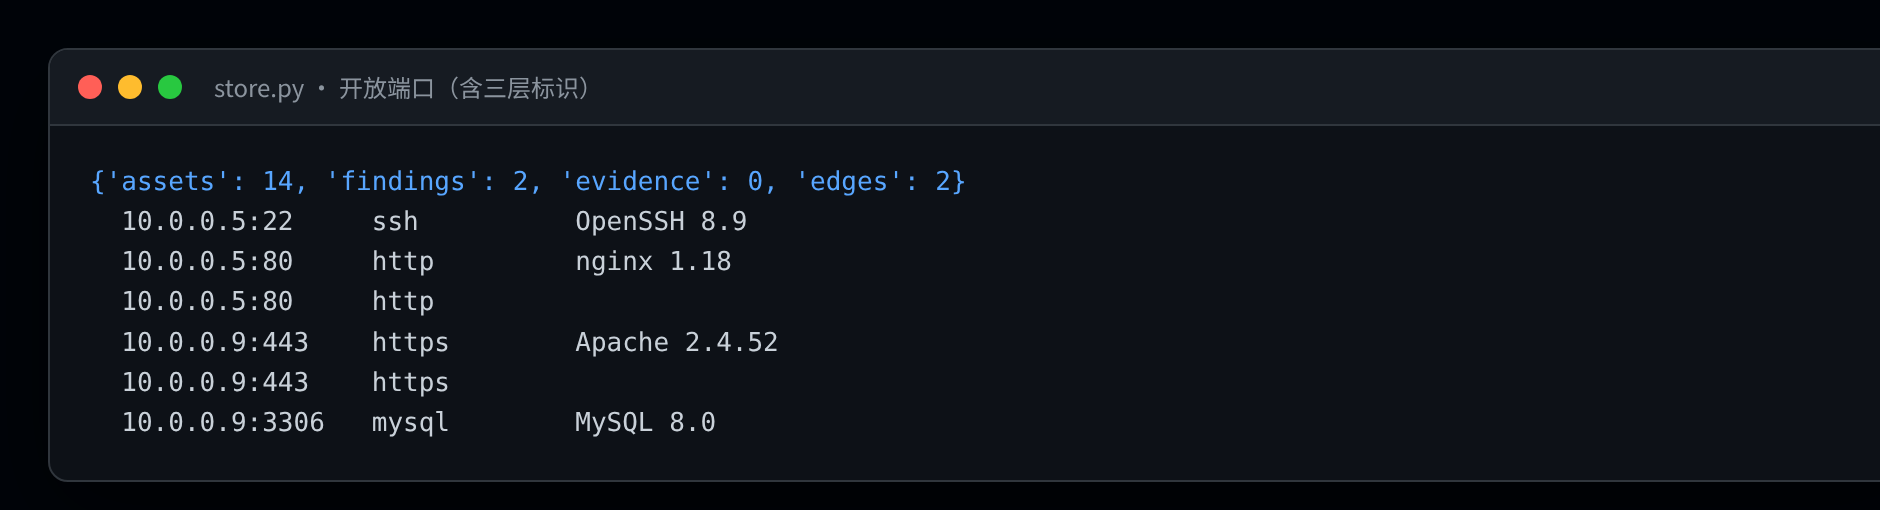 store.py • 开放端口（含三层标识）
{'assets': 14, 'findings': 2, 'evidence': 0, 'edges': 2}
10.0.0.5:22 ssh OpenSSH 8.9
10.0.0.5:80 http nginx 1.18
10.0.0.5:80 http
10.0.0.9:443 https Apache 2.4.52
10.0.0.9:443 https
10.0.0.9:3306 mysql MySQL 8.0